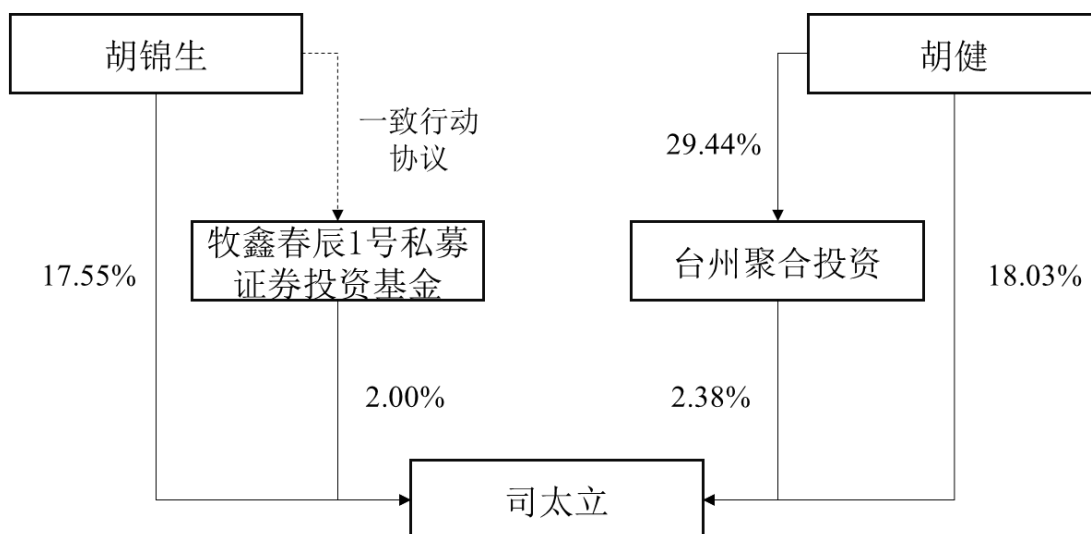 胡锦生
胡健
一致行动
协议
29.44%
牧鑫春辰1号私募
证券投资基金
台州聚合投资
17.55%
18.03%
2.00%
2.38%
司太立